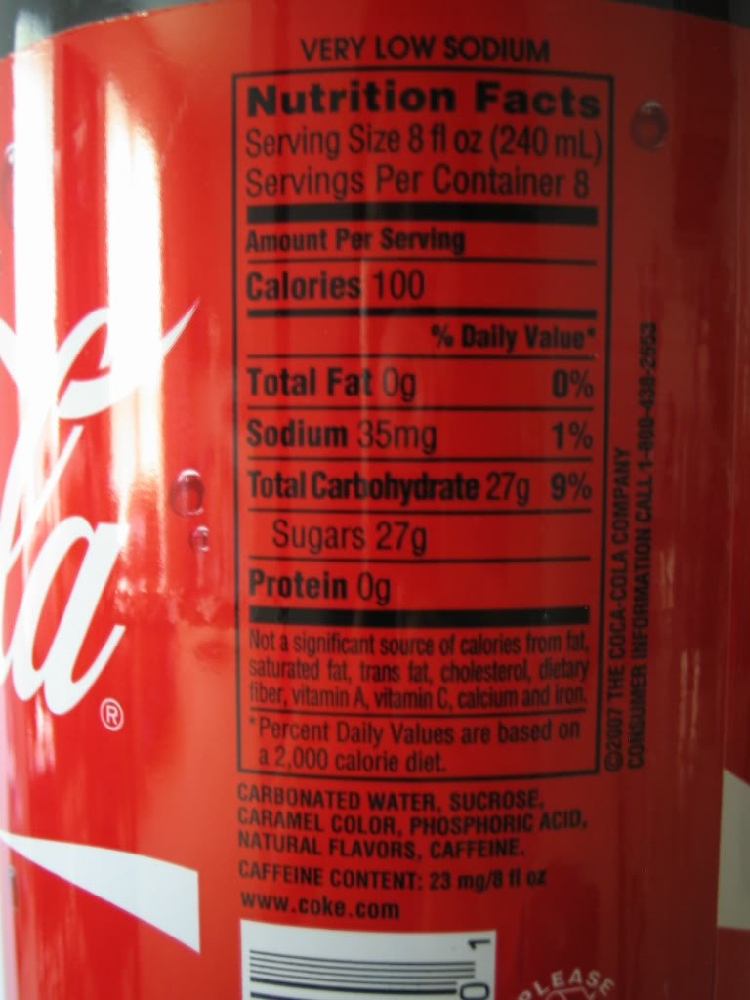 VERY LOW SODIUM
Nutrition Facts
Serving Size 8 fl oz (240 mL)
Servings Per Container 8
Amount Per Serving
Calories 100
% Daily Value*
Total Fat 0g 0%
Sodium 35mg 1%
Total Carbohydrate 27g 9%
Sugars 27g
Protein 0g
Not a significant source of calories from fat,
saturated fat, trans fat, cholesterol, dietary
fiber, vitamin A, vitamin C, calcium and iron.
*Percent Daily Values are based on
a 2,000 calorie diet.
CARBONATED WATER, SUCROSE,
CARAMEL COLOR, PHOSPHORIC ACID,
NATURAL FLAVORS, CAFFEINE.
CAFFEINE CONTENT: 23 mg/8 fl oz
www.coke.com
©2007 THE COCA-COLA COMPANY
CONSUMER INFORMATION CALL 1-800-438-2653
la®
01
PLEASE